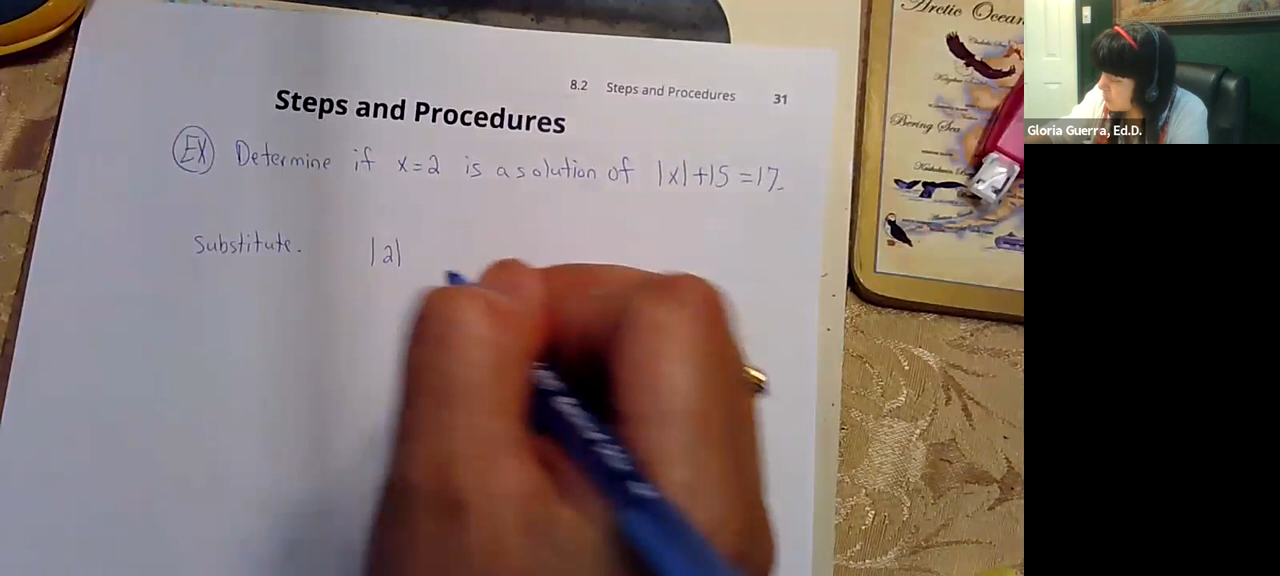 8.2 Steps and Procedures 31
Steps and Procedures
EX Determine if x=2 is a solution of |x|+15=17.
Substitute. |2|
Arctic Ocean
Bering Sea
Gloria Guerra, Ed.D.